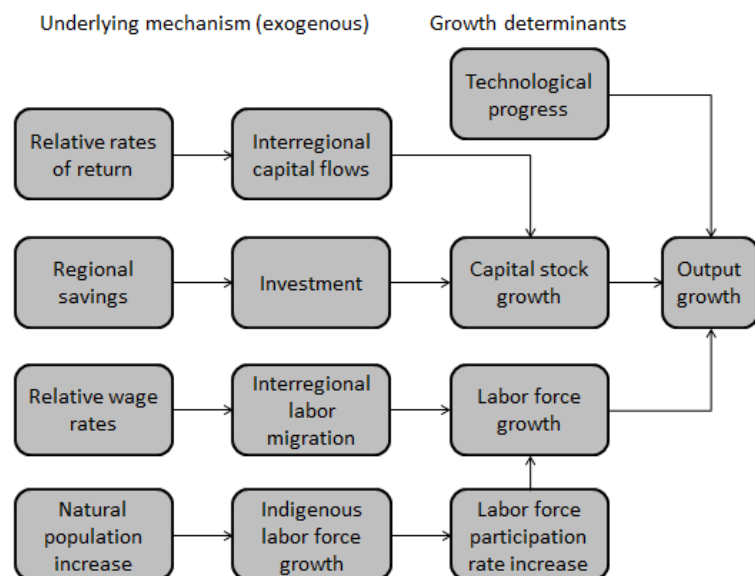 Underlying mechanism (exogenous)
Growth determinants
Technological
progress
Relative rates
of return
Interregional
capital flows
Regional
savings
Investment
Capital stock
growth
Output
growth
Relative wage
rates
Interregional
labor
migration
Labor force
growth
Natural
population
increase
Indigenous
labor force
growth
Labor force
participation
rate increase